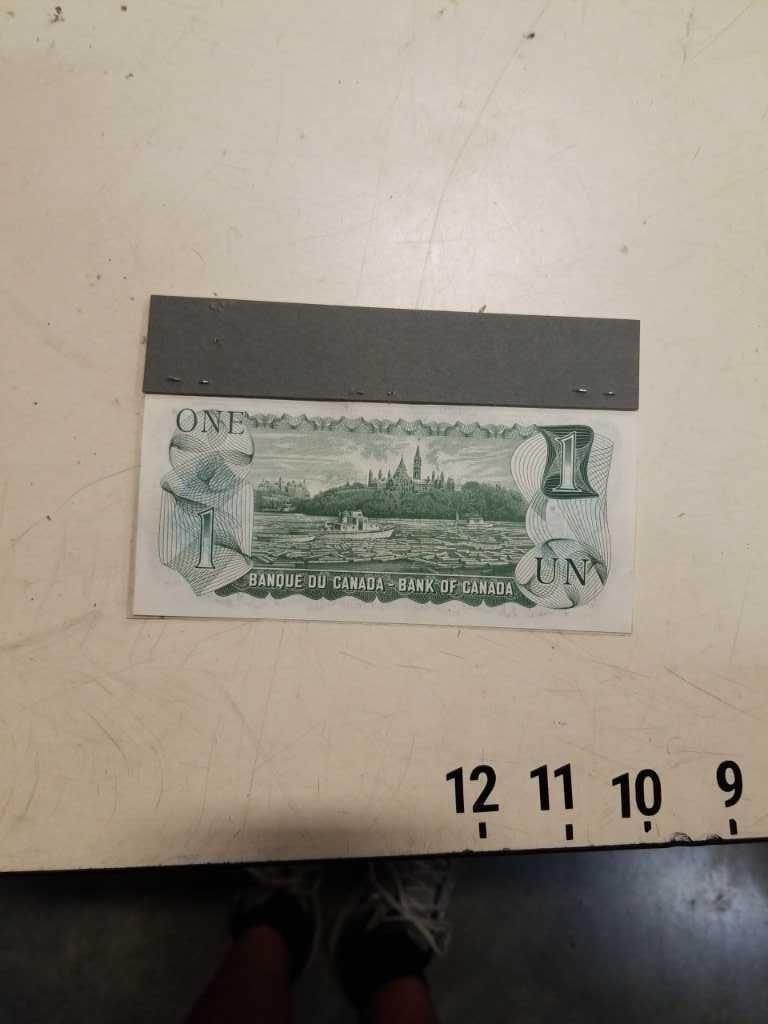 ONE
1
1
UN
BANQUE DU CANADA - BANK OF CANADA
12 11 10 9